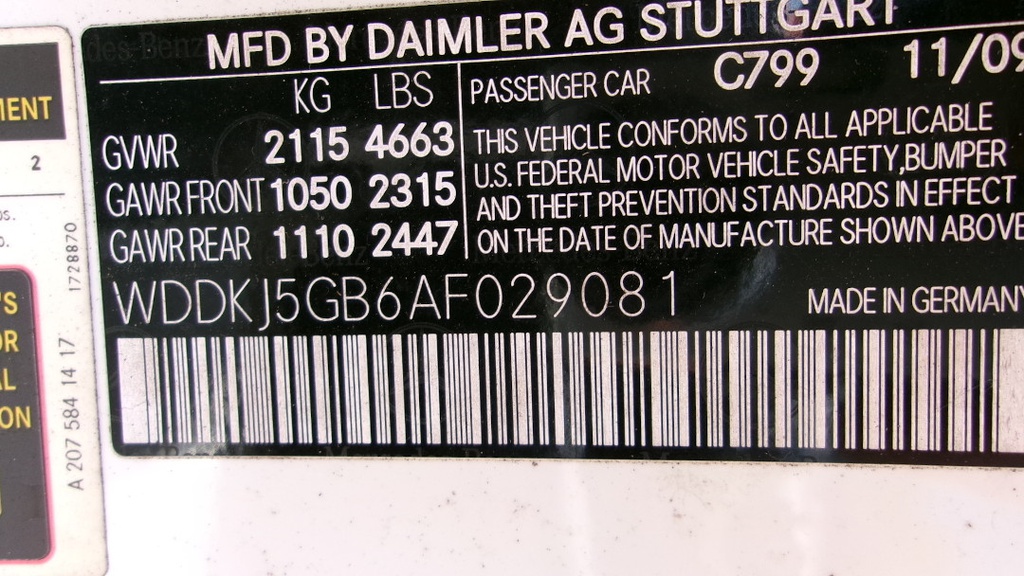 MFD BY DAIMLER AG STUTTGART
KG LBS
PASSENGER CAR C799 11/09
GVWR 2115 4663
GAWR FRONT 1050 2315
GAWR REAR 1110 2447
THIS VEHICLE CONFORMS TO ALL APPLICABLE
U.S. FEDERAL MOTOR VEHICLE SAFETY,BUMPER
AND THEFT PREVENTION STANDARDS IN EFFECT
ON THE DATE OF MANUFACTURE SHOWN ABOVE
WDDKJ5GB6AF029081
MADE IN GERMANY
2
1728870
A 207 584 14 17